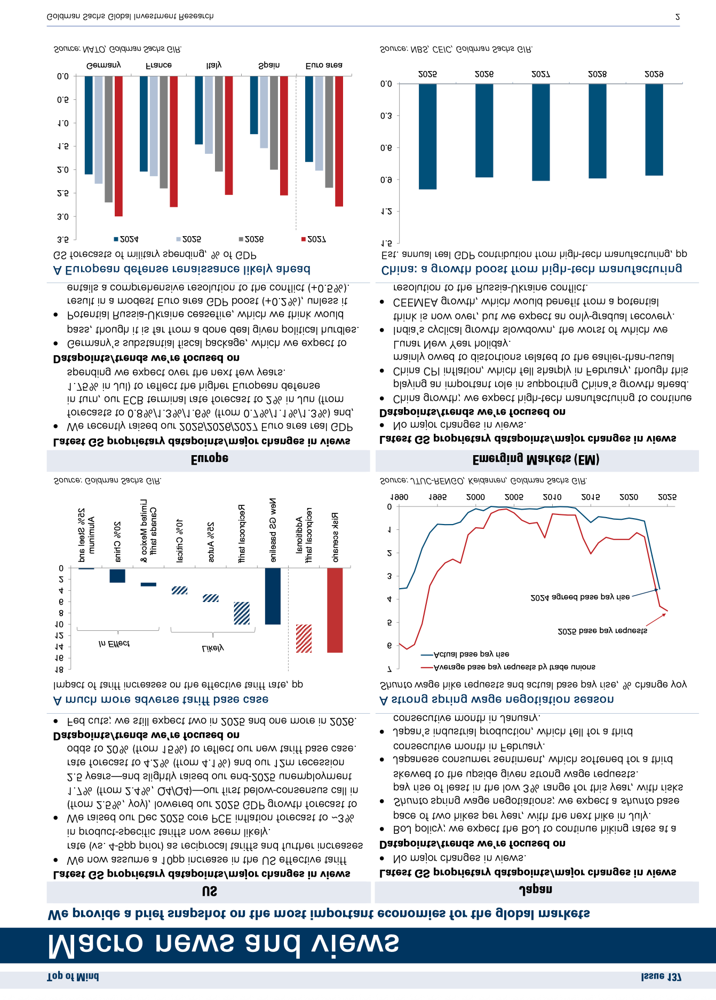 Top of Mind
Issue 137
Macro news and views
We provide a brief snapshot on the most important economies for the global markets
US
Latest GS proprietary datapoints/major changes in views
• We now assume a 10pp increase in the US effective tariff
rate (vs. 4-5pp prior) as reciprocal tariffs and further increases
in product-specific tariffs now seem likely.
• We raised our Dec 2025 core PCE inflation forecast to ~3%
(from 2.5%, yoy), lowered our 2025 GDP growth forecast to
1.7% (from 2.4%, Q4/Q4)—our first below-consensus call in
2.5 years—and slightly raised our end-2025 unemployment
rate forecast to 4.2% (from 4.1%) and our 12m recession
odds to 20% (from 15%) to reflect our new tariff base case.
Datapoints/trends we're focused on
• Fed cuts; we still expect two in 2025 and one more in 2026.
A much more adverse tariff base case
Impact of tariff increases on the effective tariff rate, pp
18
16
14
12
10
8
6
4
2
0
In Effect
Likely
25% Steel and
Aluminum
20% China
Limited Mexico &
Canada tariff
10% Critical
25% Autos
Reciprocal tariff
New GS baseline
Additional
reciprocal tariff
Risk scenario
Source: Goldman Sachs GIR.
Japan
Latest GS proprietary datapoints/major changes in views
• No major changes in views.
Datapoints/trends we're focused on
• BoJ policy; we expect the BoJ to continue hiking rates at a
pace of two hikes per year, with the next hike in July.
• Shunto spring wage negotiations; we expect a shunto base
pay rise of least in the low 3% range for this year, with risks
skewed to the upside given strong wage requests.
• Japanese consumer sentiment, which softened for a third
consecutive month in February.
• Japan's industrial production, which fell for a third
consecutive month in January.
A strong spring wage negotiation season
Shunto wage hike requests and actual base pay rise, % change yoy
7
6
5
4
3
2
1
0
Average base pay requests by trade unions
Actual base pay rise
2025 base pay requests
2024 agreed base pay rise
1990 1995 2000 2005 2010 2015 2020 2025
Source: JTUC-RENGO, Keidanren, Goldman Sachs GIR.
Europe
Latest GS proprietary datapoints/major changes in views
• We recently raised our 2025/2026/2027 Euro area real GDP
forecasts to 0.8%/1.3%/1.6% (from 0.7%/1.1%/1.3%) and,
in turn, our ECB terminal rate forecast to 2% in Jun (from
1.75% in Jul) to reflect the higher European defense
spending we expect over the next few years.
Datapoints/trends we're focused on
• Germany's substantial fiscal package, which we expect to
pass, though it is far from a done deal given political hurdles.
• Potential Russia-Ukraine ceasefire, which we think would
result in a modest Euro area GDP boost (+0.2%), unless it
entails a comprehensive resolution to the conflict (+0.5%).
A European defense renaissance likely ahead
GS forecasts of military spending, % of GDP
3.5
3.0
2.5
2.0
1.5
1.0
0.5
0.0
2024 2025 2026 2027
Germany France Italy Spain Euro area
Source: NATO, Goldman Sachs GIR.
Emerging Markets (EM)
Latest GS proprietary datapoints/major changes in views
• No major changes in views.
Datapoints/trends we're focused on
• China growth; we expect high-tech manufacturing to continue
playing an important role in supporting China's growth ahead.
• China CPI inflation, which fell sharply in February, though this
mainly owed to distortions related to the earlier-than-usual
Lunar New Year holiday.
• India's cyclical growth slowdown, the worst of which we
think is now over, but we expect an only-gradual recovery.
• CEEMEA growth, which would benefit from a potential
resolution to the Russia-Ukraine conflict.
China: a growth boost from high-tech manufacturing
Est. annual real GDP contribution from high-tech manufacturing, pp
1.5
1.2
0.9
0.6
0.3
0.0
2025 2026 2027 2028 2029
Source: NBS, CEIC, Goldman Sachs GIR.
Goldman Sachs Global Investment Research
2